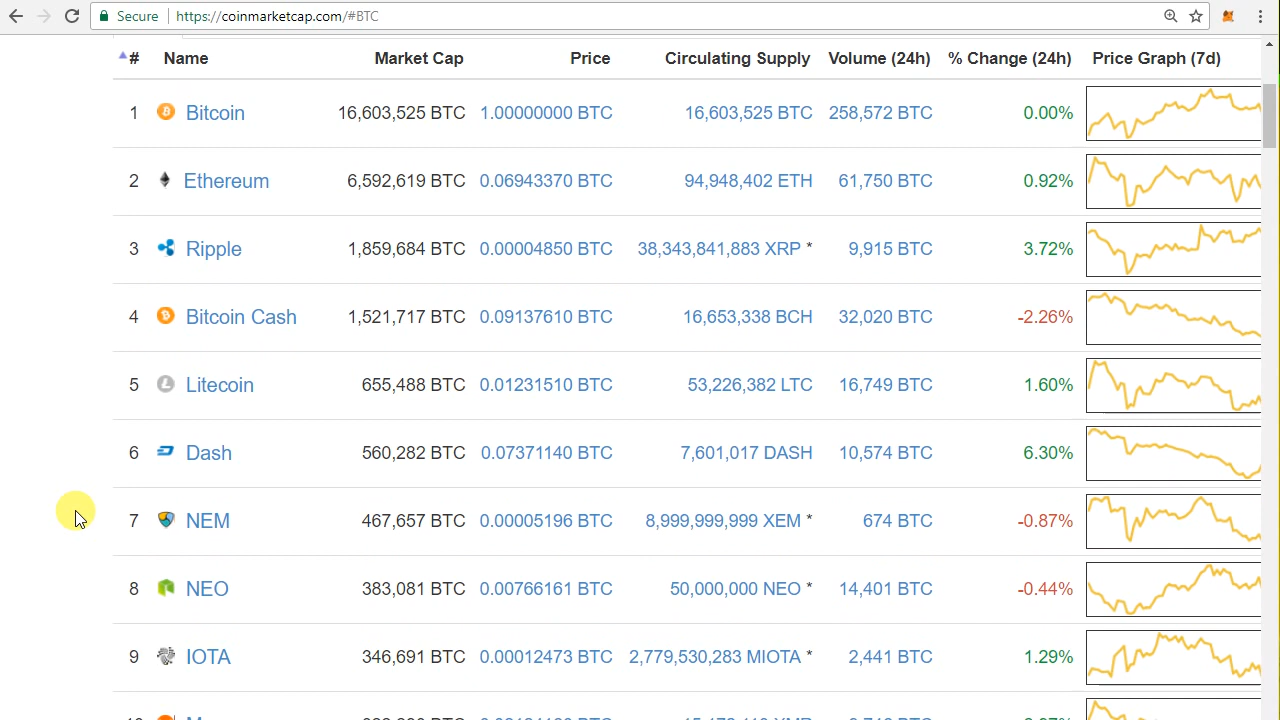 Secure https://coinmarketcap.com/#BTC
# Name Market Cap Price Circulating Supply Volume (24h) % Change (24h) Price Graph (7d)
1 Bitcoin 16,603,525 BTC 1.00000000 BTC 16,603,525 BTC 258,572 BTC 0.00%
2 Ethereum 6,592,619 BTC 0.06943370 BTC 94,948,402 ETH 61,750 BTC 0.92%
3 Ripple 1,859,684 BTC 0.00004850 BTC 38,343,841,883 XRP * 9,915 BTC 3.72%
4 Bitcoin Cash 1,521,717 BTC 0.09137610 BTC 16,653,338 BCH 32,020 BTC -2.26%
5 Litecoin 655,488 BTC 0.01231510 BTC 53,226,382 LTC 16,749 BTC 1.60%
6 Dash 560,282 BTC 0.07371140 BTC 7,601,017 DASH 10,574 BTC 6.30%
7 NEM 467,657 BTC 0.00005196 BTC 8,999,999,999 XEM * 674 BTC -0.87%
8 NEO 383,081 BTC 0.00766161 BTC 50,000,000 NEO * 14,401 BTC -0.44%
9 IOTA 346,691 BTC 0.00012473 BTC 2,779,530,283 MIOTA * 2,441 BTC 1.29%